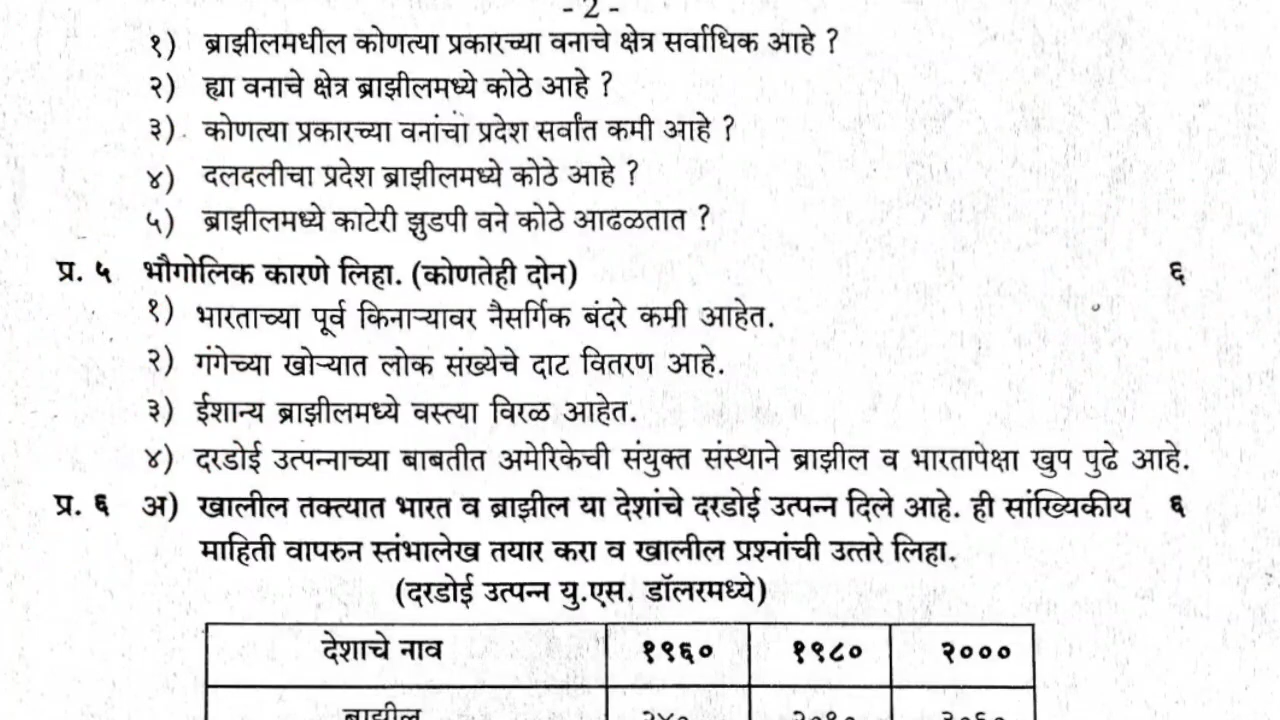 - 2 -
१) ब्राझीलमधील कोणत्या प्रकारच्या वनाचे क्षेत्र सर्वाधिक आहे ?
२) ह्या वनाचे क्षेत्र ब्राझीलमध्ये कोठे आहे ?
३) कोणत्या प्रकारच्या वनांचा प्रदेश सर्वांत कमी आहे ?
४) दलदलीचा प्रदेश ब्राझीलमध्ये कोठे आहे ?
५) ब्राझीलमध्ये काटेरी झुडपी वने कोठे आढळतात ?
प्र. ५ भौगोलिक कारणे लिहा. (कोणतेही दोन) ६
१) भारताच्या पूर्व किनाऱ्यावर नैसर्गिक बंदरे कमी आहेत.
२) गंगेच्या खोऱ्यात लोक संख्येचे दाट वितरण आहे.
३) ईशान्य ब्राझीलमध्ये वस्त्या विरळ आहेत.
४) दरडोई उत्पन्नाच्या बाबतीत अमेरिकेची संयुक्त संस्थाने ब्राझील व भारतापेक्षा खुप पुढे आहे.
प्र. ६ अ) खालील तक्त्यात भारत व ब्राझील या देशांचे दरडोई उत्पन्न दिले आहे. ही सांख्यिकीय ६
माहिती वापरुन स्तंभालेख तयार करा व खालील प्रश्नांची उत्तरे लिहा.
(दरडोई उत्पन्न यु.एस. डॉलरमध्ये)
देशाचे नाव १९६० १९८० २०००
ब्राझील